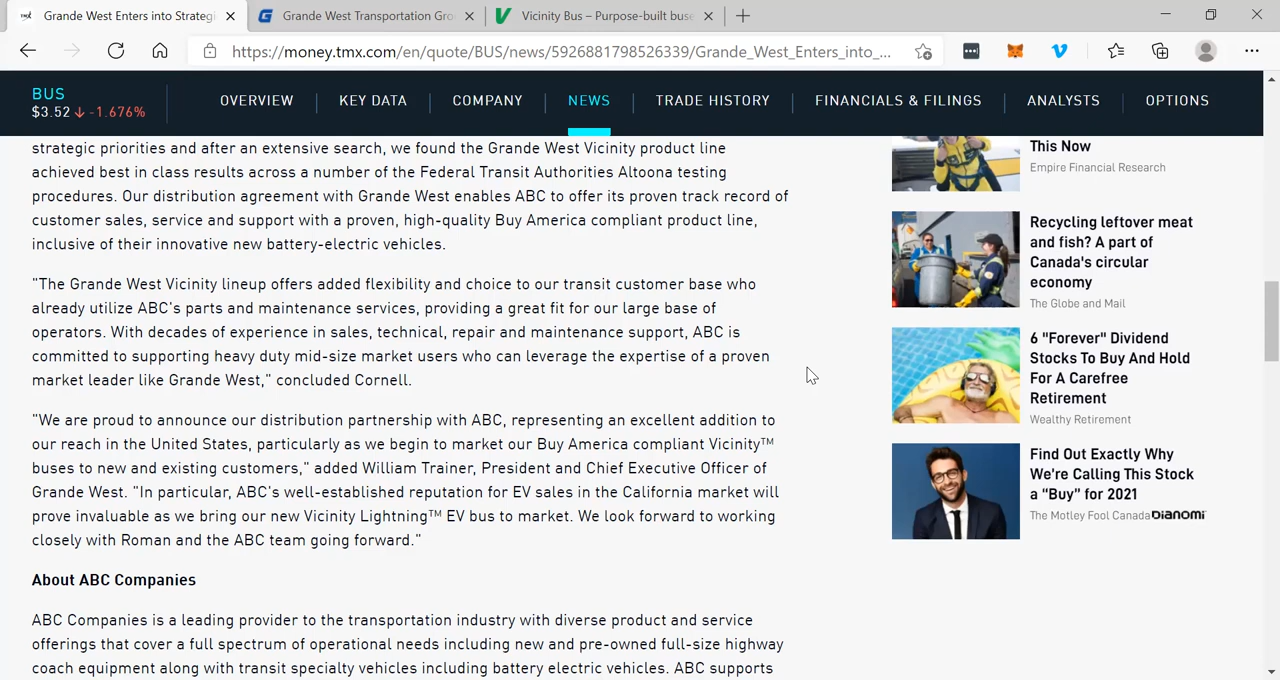 Grande West Enters into Strategi
Grande West Transportation Gro
Vicinity Bus – Purpose-built buse
https://money.tmx.com/en/quote/BUS/news/5926881798526339/Grande_West_Enters_into_...
BUS
$3.52 -1.676%
OVERVIEW
KEY DATA
COMPANY
NEWS
TRADE HISTORY
FINANCIALS & FILINGS
ANALYSTS
OPTIONS
strategic priorities and after an extensive search, we found the Grande West Vicinity product line
achieved best in class results across a number of the Federal Transit Authorities Altoona testing
procedures. Our distribution agreement with Grande West enables ABC to offer its proven track record of
customer sales, service and support with a proven, high-quality Buy America compliant product line,
inclusive of their innovative new battery-electric vehicles.
"The Grande West Vicinity lineup offers added flexibility and choice to our transit customer base who
already utilize ABC's parts and maintenance services, providing a great fit for our large base of
operators. With decades of experience in sales, technical, repair and maintenance support, ABC is
committed to supporting heavy duty mid-size market users who can leverage the expertise of a proven
market leader like Grande West," concluded Cornell.
"We are proud to announce our distribution partnership with ABC, representing an excellent addition to
our reach in the United States, particularly as we begin to market our Buy America compliant Vicinity™
buses to new and existing customers," added William Trainer, President and Chief Executive Officer of
Grande West. "In particular, ABC's well-established reputation for EV sales in the California market will
prove invaluable as we bring our new Vicinity Lightning™ EV bus to market. We look forward to working
closely with Roman and the ABC team going forward."
About ABC Companies
ABC Companies is a leading provider to the transportation industry with diverse product and service
offerings that cover a full spectrum of operational needs including new and pre-owned full-size highway
coach equipment along with transit specialty vehicles including battery electric vehicles. ABC supports
This Now
Empire Financial Research
Recycling leftover meat
and fish? A part of
Canada's circular
economy
The Globe and Mail
6 "Forever" Dividend
Stocks To Buy And Hold
For A Carefree
Retirement
Wealthy Retirement
Find Out Exactly Why
We're Calling This Stock
a “Buy” for 2021
The Motley Fool Canada DIANOMI